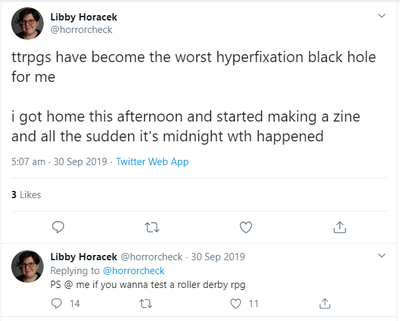 Libby Horacek
@horrorcheck
ttrpgs have become the worst hyperfixation black hole
for me
i got home this afternoon and started making a zine
and all the sudden it's midnight wth happened
5:07 am · 30 Sep 2019 · Twitter Web App
3 Likes
Libby Horacek @horrorcheck · 30 Sep 2019
Replying to @horrorcheck
PS @ me if you wanna test a roller derby rpg
14 11